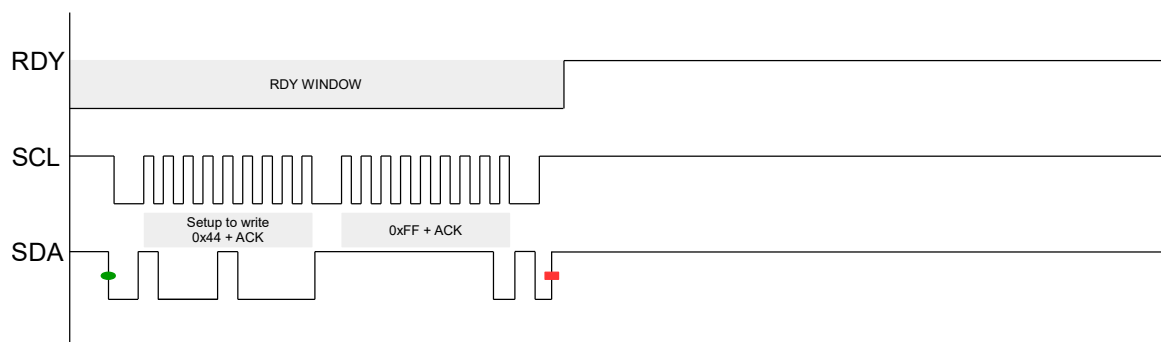 RDY
RDY WINDOW
SCL
Setup to write
0x44 + ACK
0xFF + ACK
SDA